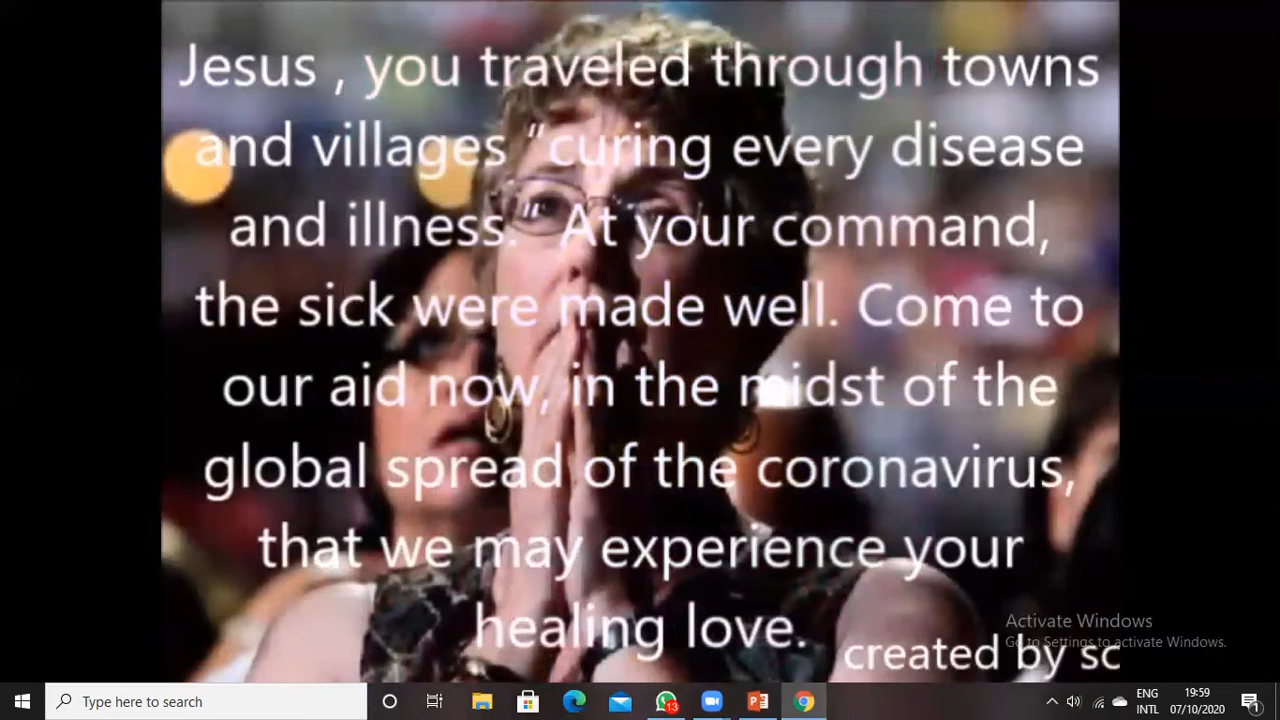 Jesus , you traveled through towns
and villages “curing every disease
and illness.” At your command,
the sick were made well. Come to
our aid now, in the midst of the
global spread of the coronavirus,
that we may experience your
healing love.
created by sc
Activate Windows
Go to Settings to activate Windows.
Type here to search
13
ENG
INTL
19:59
07/10/2020
1